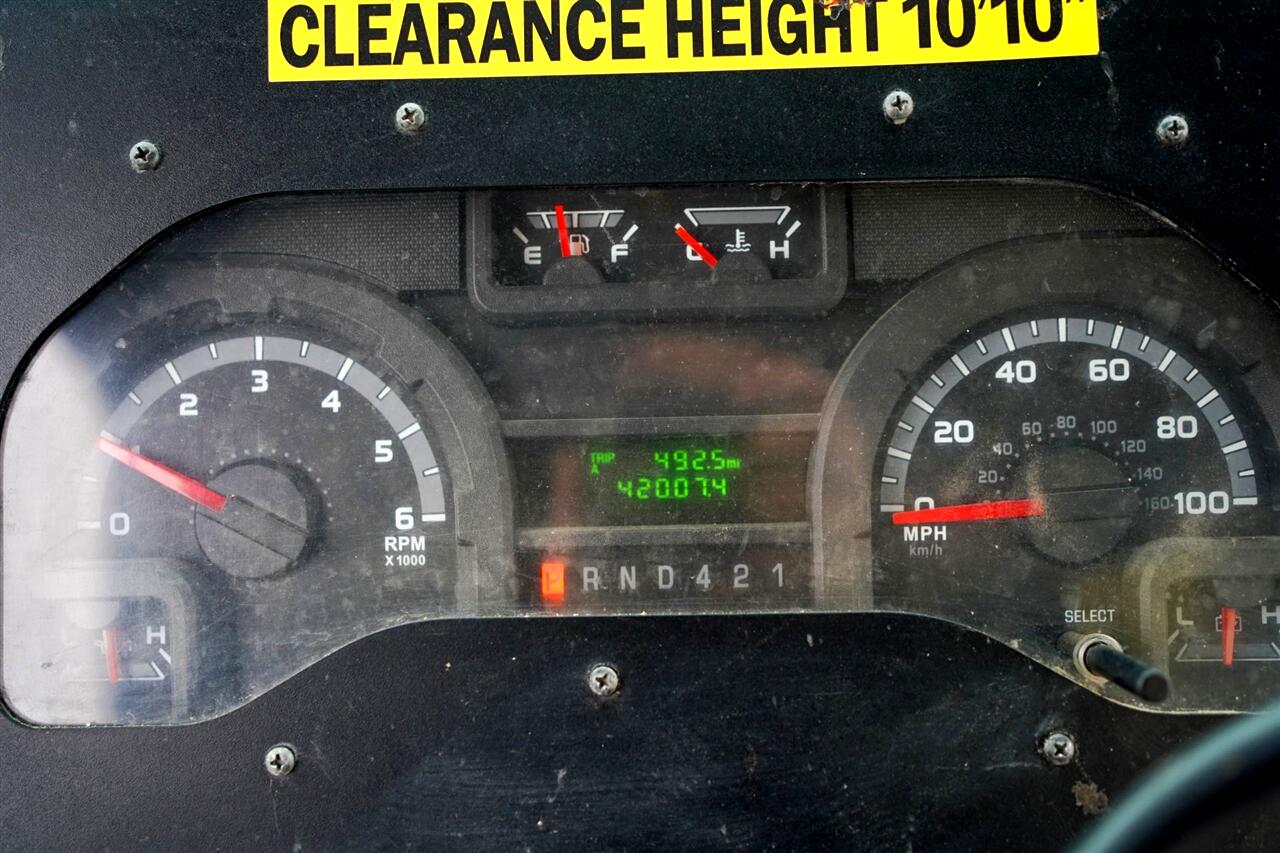 CLEARANCE HEIGHT 10'10"
E F
C H
0 2 3 4 5 6
RPM
X1000
TRIP A 492.5mi
42007.4
P R N D 4 2 1
0 20 40 60 80 100
20 40 60 80 100 120 140 160
MPH
km/h
SELECT
H
L H